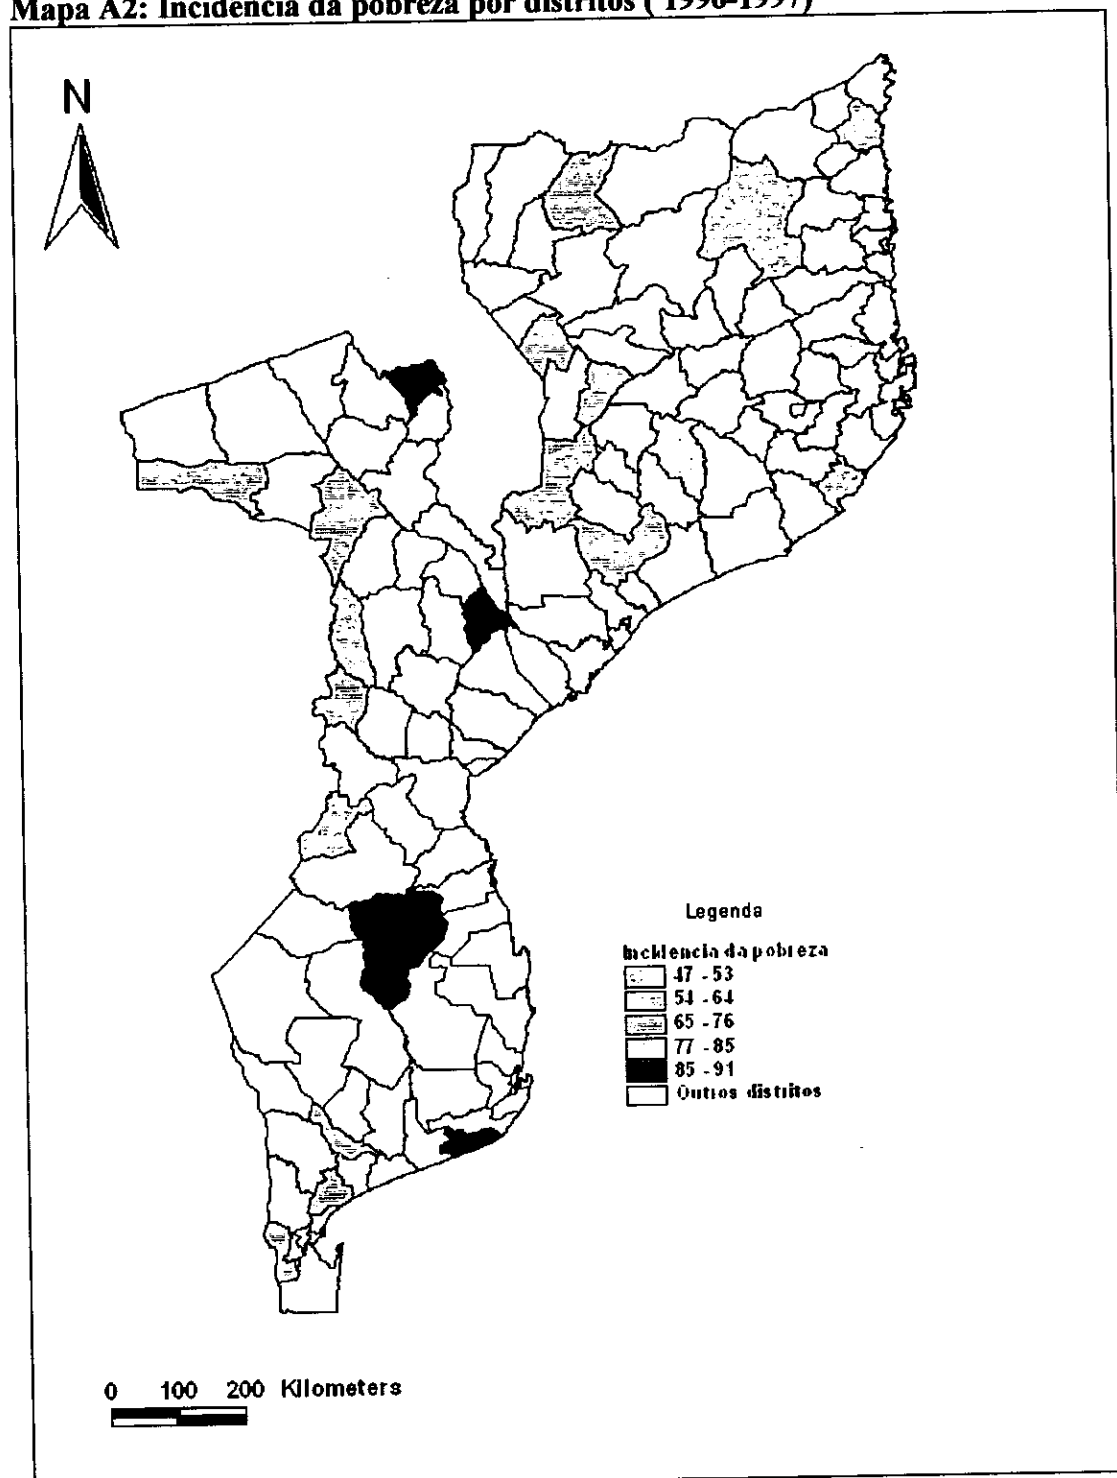 Mapa A2: Incidencia da pobreza por distritos ( 1996-1997)
N
Legenda
Incidencia da pobreza
47 - 53
54 - 64
65 - 76
77 - 85
85 - 91
Outros distritos
0 100 200 Kilometers